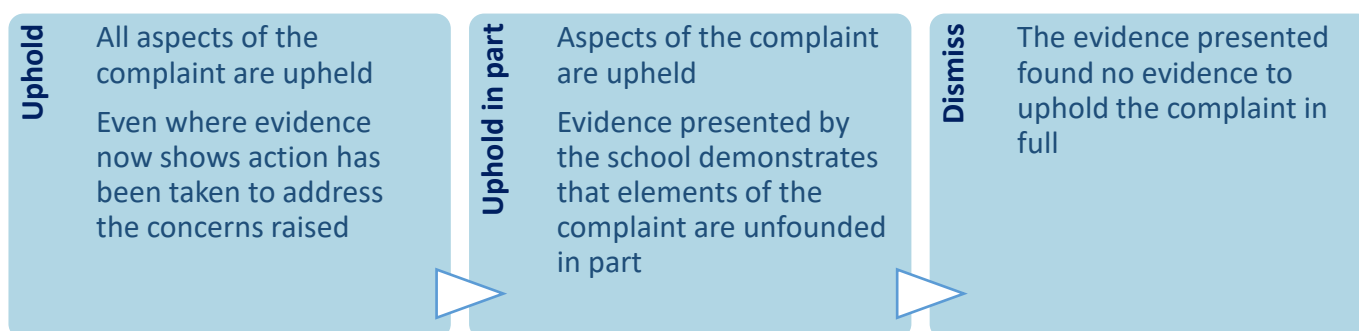 Uphold
All aspects of the
complaint are upheld
Even where evidence
now shows action has
been taken to address
the concerns raised
Uphold in part
Aspects of the complaint
are upheld
Evidence presented by
the school demonstrates
that elements of the
complaint are unfounded
in part
Dismiss
The evidence presented
found no evidence to
uphold the complaint in
full